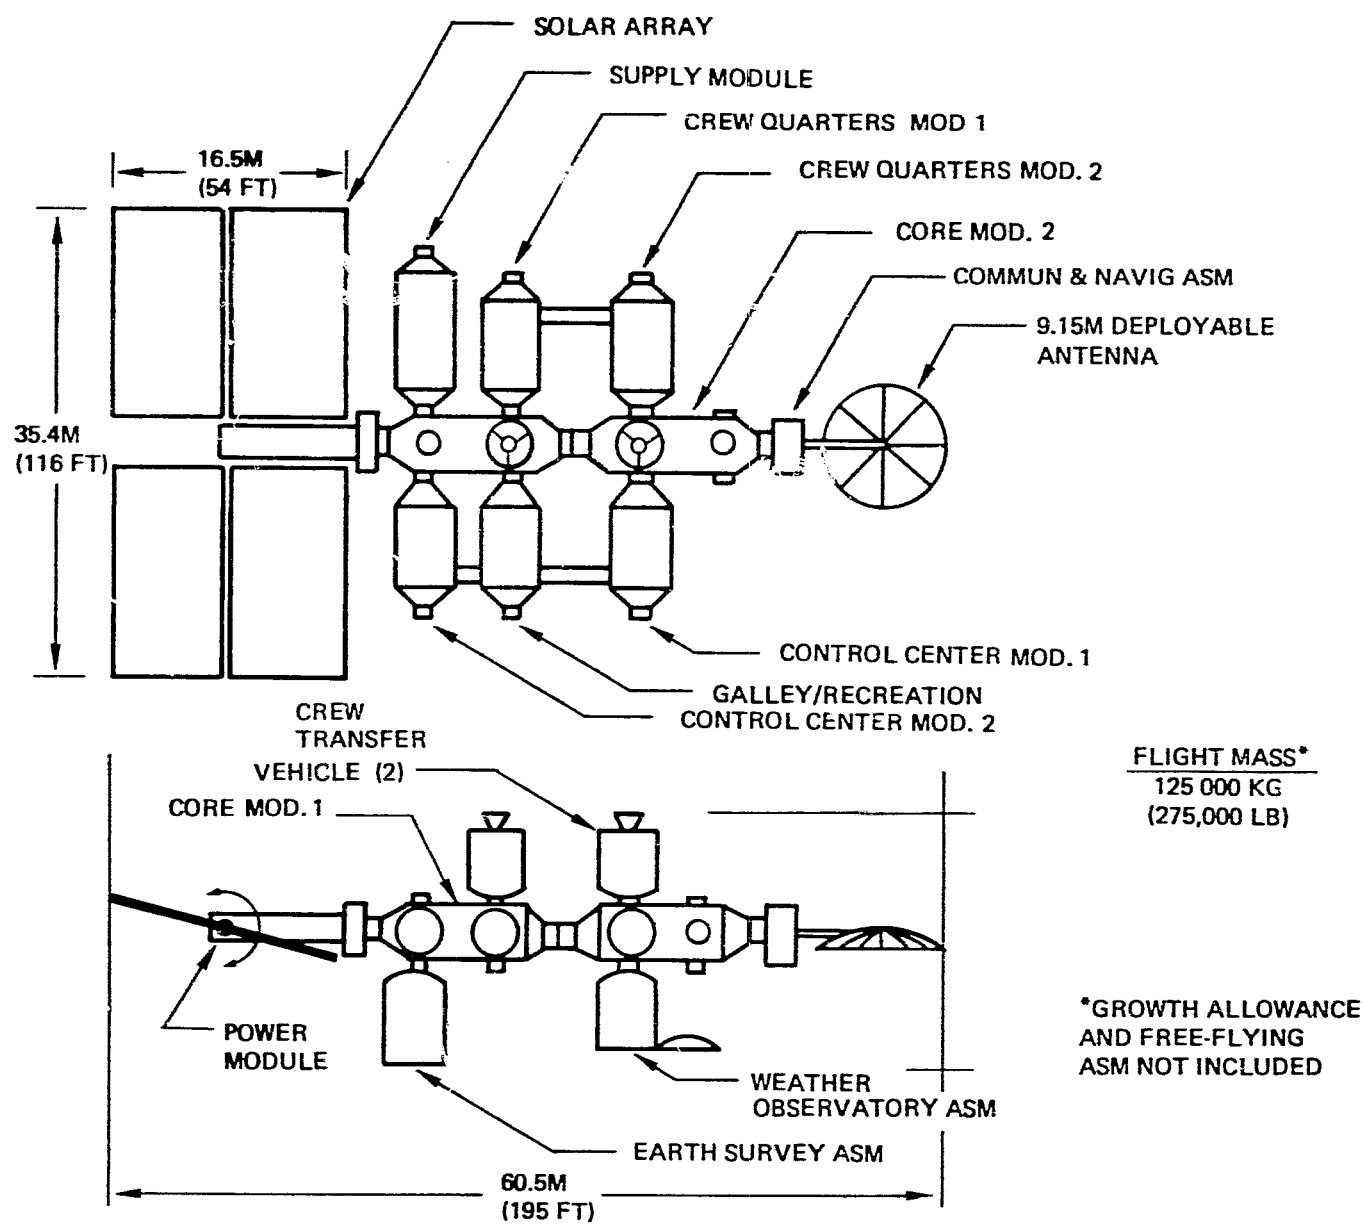 SOLAR ARRAY
SUPPLY MODULE
CREW QUARTERS MOD 1
16.5M
(54 FT)
CREW QUARTERS MOD. 2
CORE MOD. 2
COMMUN & NAVIG ASM
9.15M DEPLOYABLE
ANTENNA
35.4M
(116 FT)
CONTROL CENTER MOD. 1
GALLEY/RECREATION
CONTROL CENTER MOD. 2
CREW
TRANSFER
VEHICLE (2)
CORE MOD. 1
FLIGHT MASS*
125 000 KG
(275,000 LB)
POWER
MODULE
*GROWTH ALLOWANCE
AND FREE-FLYING
ASM NOT INCLUDED
WEATHER
OBSERVATORY ASM
EARTH SURVEY ASM
60.5M
(195 FT)